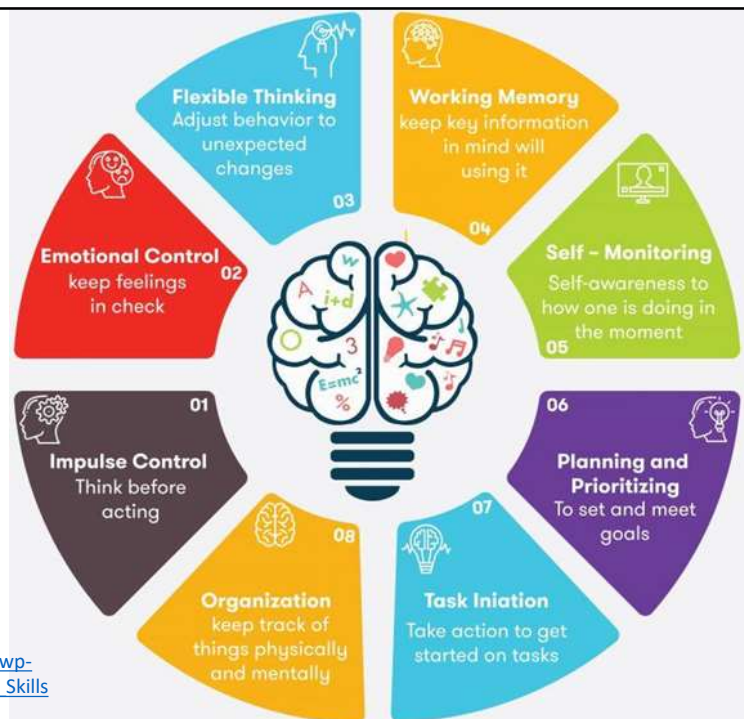 Flexible Thinking
Adjust behavior to
unexpected
changes
03
Working Memory
keep key information
in mind will
using it
04
Emotional Control
02
keep feelings
in check
Self - Monitoring
Self-awareness to
how one is doing in
the moment
05
W
A
i+d
3
E=mc²
%
01
Impulse Control
Think before
acting
06
Planning and
Prioritizing
To set and meet
goals
08
Organization
keep track of
things physically
and mentally
07
Task Iniation
Take action to get
started on tasks
wp-
Skills